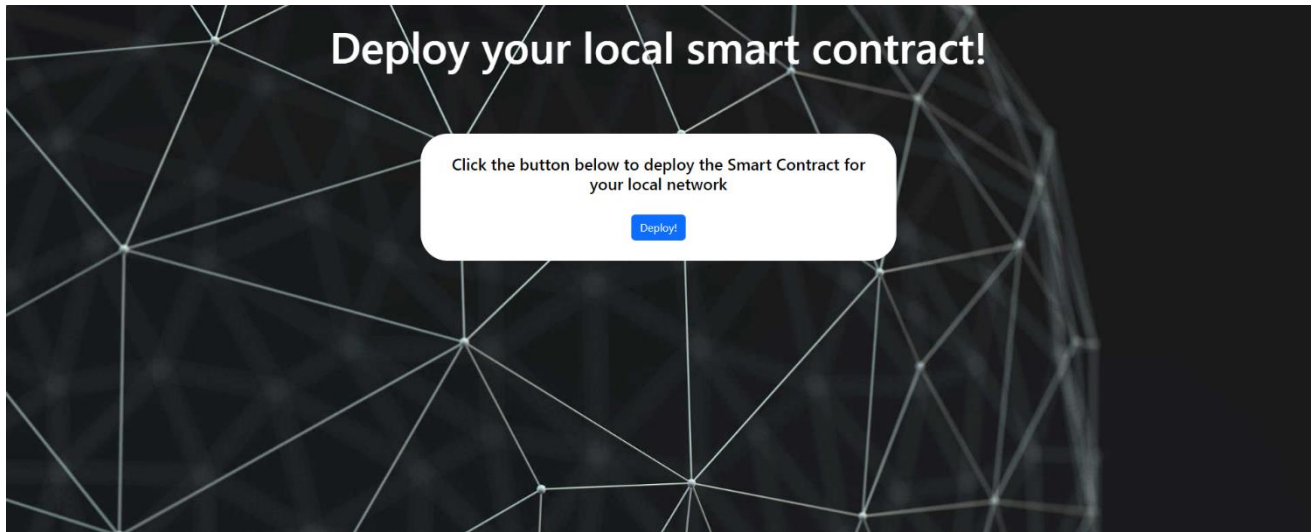 Deploy your local smart contract!
Click the button below to deploy the Smart Contract for
your local network
Deploy!